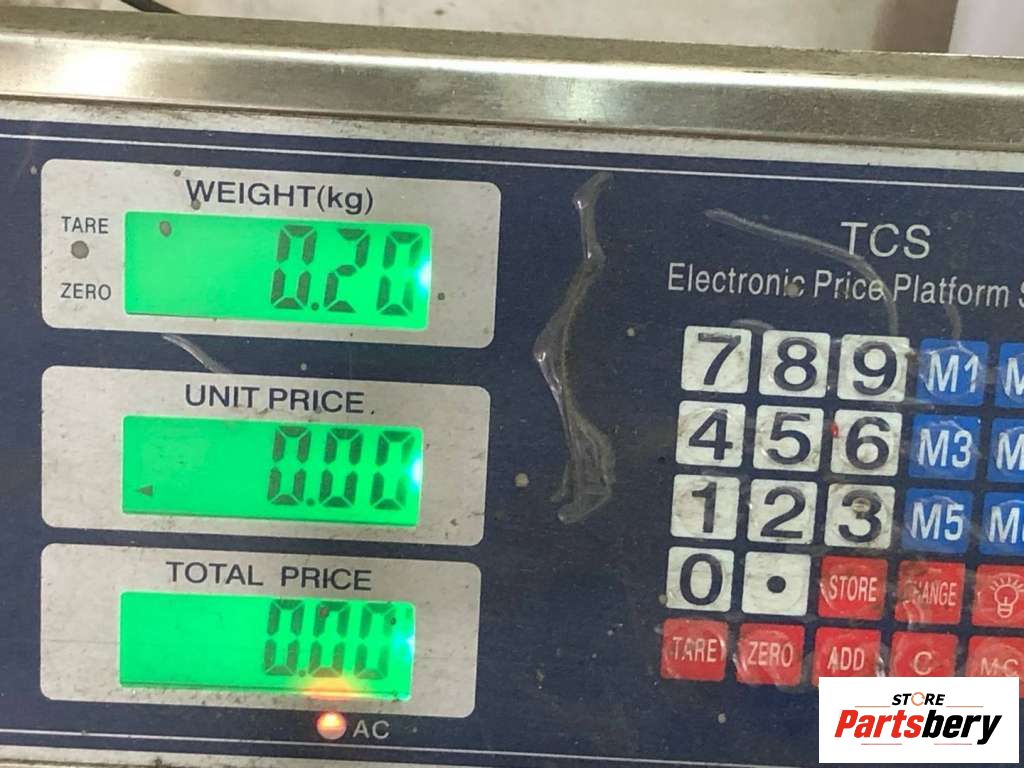 WEIGHT(kg)
TARE
ZERO
0.20
UNIT PRICE
0.00
TOTAL PRICE
0.00
AC
TCS
Electronic Price Platform
7 8 9 M1
4 5 6 M3
1 2 3 M5
0 . STORE CHANGE
TARE ZERO ADD C MC
STORE
Partsbery